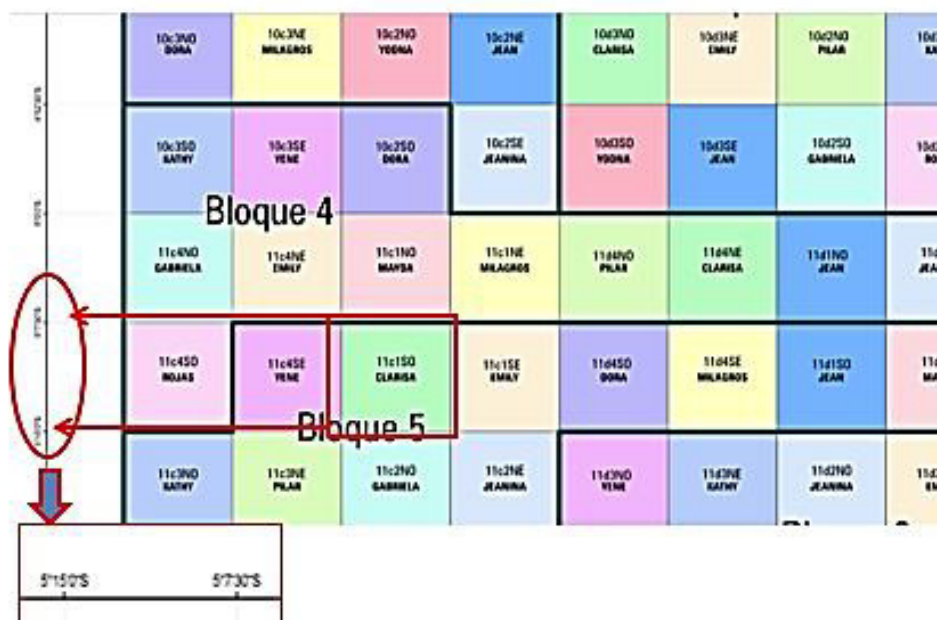 10c3NO
DORA
10c3NE
MILAGROS
10c2NO
YODNA
10c2NE
JEAN
10d3NO
CLARISA
10d3NE
EMILY
10d2NO
PILAR
10c3SO
KATHY
10c3SE
YENE
10c2SO
DORA
10c2SE
JEANINA
10d3SO
YODNA
10d3SE
JEAN
10d2SO
GABRIELA
Bloque 4
11c4NO
GABRIELA
11c4NE
EMILY
11c1NO
MAYSA
11c1NE
MILAGROS
11d4NO
PILAR
11d4NE
CLARISA
11d1NO
JEAN
11c4SO
ROJAS
11c4SE
YENE
11c1SO
CLARISA
11c1SE
EMILY
11d4SO
DORA
11d4SE
MILAGROS
11d1SO
JEAN
Bloque 5
11c3NO
KATHY
11c3NE
PILAR
11c2NO
GABRIELA
11c2NE
JEANINA
11d3NO
YENE
11d3NE
KATHY
11d2NO
JEANINA
5°15'0"S
5°7'30"S